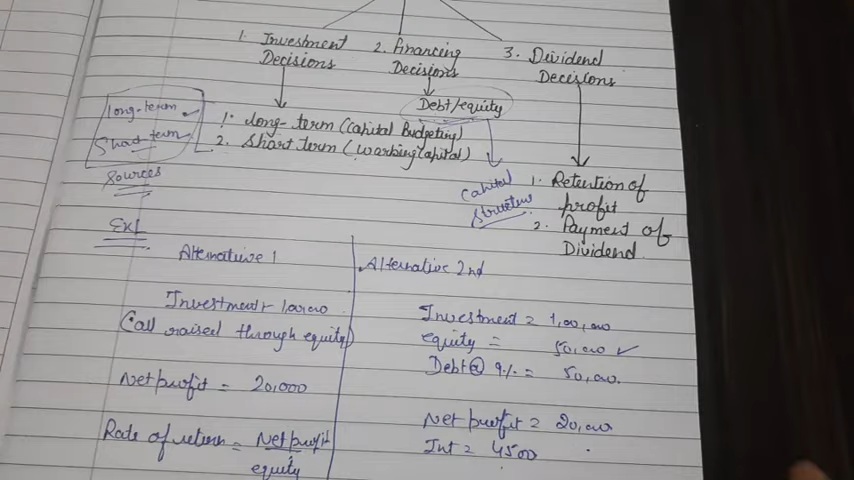 1. Investment Decisions
2. Financing Decisions
3. Dividend Decisions
Debt/equity
long-term
Short term
Sources
1. long-term (Capital Budgeting)
2. Short term (Working Capital)
Capital Structure
1. Retention of profit
2. Payment of Dividend
Ex1
Alternative 1
Investment - 100,000
(all raised through equity)
Net profit = 20,000
Rate of return = Net profit
equity
Alternative 2nd
Investment = 1,00,000
equity = 50,000 ✓
Debt @ 9% = 50,000.
Net profit = 20,000
Int = 4500